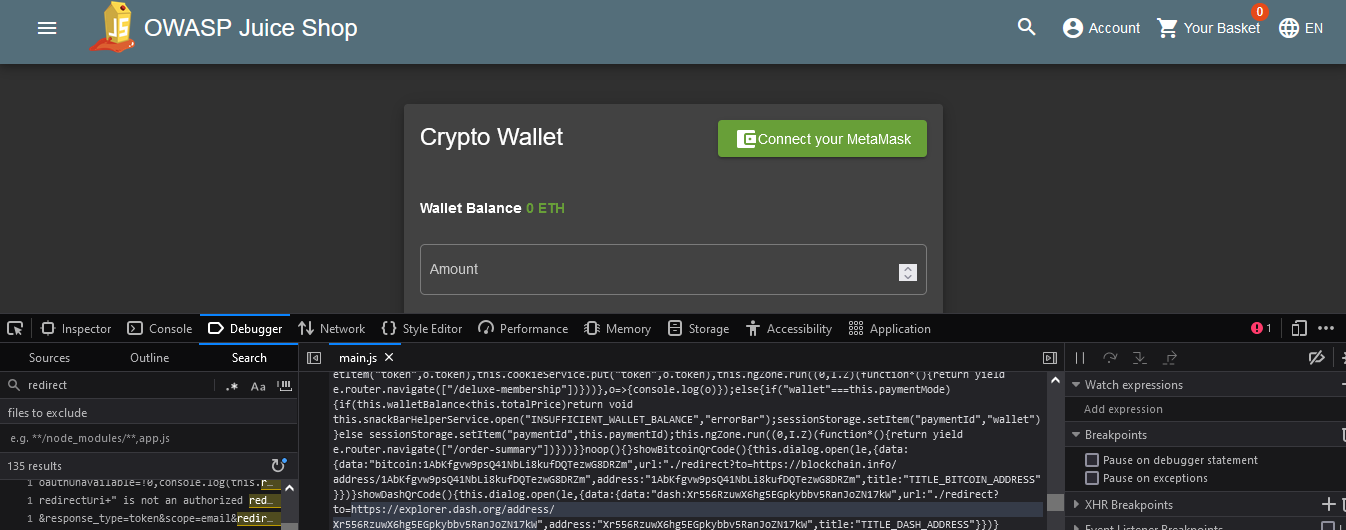 OWASP Juice Shop
Account
0
Your Basket
EN
Crypto Wallet
Connect your MetaMask
Wallet Balance 0 ETH
Amount
Inspector
Console
Debugger
Network
Style Editor
Performance
Memory
Storage
Accessibility
Application
1
Sources
Outline
Search
redirect
.*
Aa
files to exclude
e.g. **/node_modules/**,app.js
135 results
1 oauthUnavailable=!0,console.log(this.r…
1 redirectUri+" is not an authorized red…
1 &response_type=token&scope=email&redir…
main.js
etItem("token",o.token),this.cookieService.put("token",o.token),this.ngZone.run((0,I.Z)(function*(){return yield
e.router.navigate(["/deluxe-membership"])}))},o=>{console.log(o)});else{if("wallet"===this.paymentMode)
{if(this.walletBalance<this.totalPrice)return void
this.snackBarHelperService.open("INSUFFICIENT_WALLET_BALANCE","errorBar");sessionStorage.setItem("paymentId","wallet")
}else sessionStorage.setItem("paymentId",this.paymentId);this.ngZone.run((0,I.Z)(function*(){return yield
e.router.navigate(["/order-summary"])}))}}noop(){}showBitcoinQrCode(){this.dialog.open(le,{data:
{data:"bitcoin:1AbKfgvw9psQ41NbLi8kufDQTezwG8DRZm",url:"./redirect?to=https://blockchain.info/
address/1AbKfgvw9psQ41NbLi8kufDQTezwG8DRZm",address:"1AbKfgvw9psQ41NbLi8kufDQTezwG8DRZm",title:"TITLE_BITCOIN_ADDRESS"
}})}showDashQrCode(){this.dialog.open(le,{data:{data:"dash:Xr556RzuwX6hg5EGpkybbv5RanJoZN17kW",url:"./redirect?
to=https://explorer.dash.org/address/
Xr556RzuwX6hg5EGpkybbv5RanJoZN17kW",address:"Xr556RzuwX6hg5EGpkybbv5RanJoZN17kW",title:"TITLE_DASH_ADDRESS"}})}
Watch expressions
Add expression
Breakpoints
Pause on debugger statement
Pause on exceptions
XHR Breakpoints
Event Listener Breakpoints